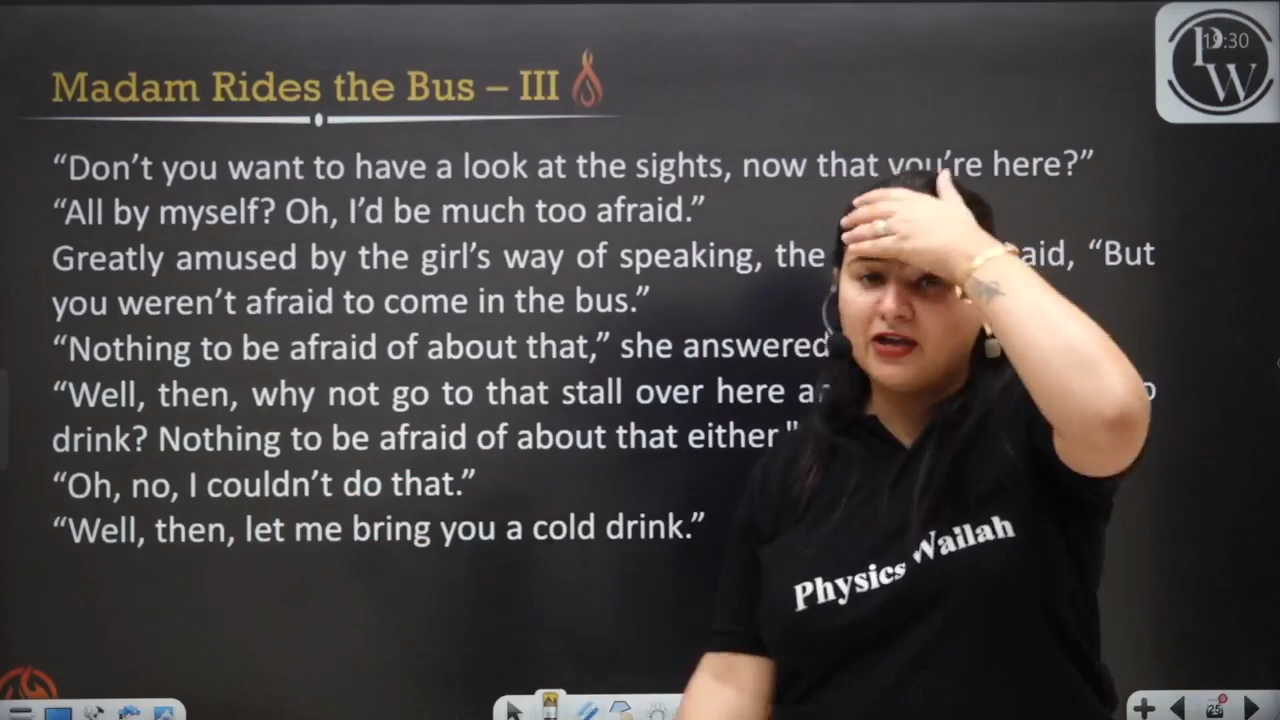 Madam Rides the Bus – III
19:30
PW
“Don’t you want to have a look at the sights, now that you’re here?”
“All by myself? Oh, I’d be much too afraid.”
Greatly amused by the girl’s way of speaking, the “But
you weren’t afraid to come in the bus.”
“Nothing to be afraid of about that,” she answered
“Well, then, why not go to that stall over here
drink? Nothing to be afraid of about that either"
“Oh, no, I couldn’t do that.”
“Well, then, let me bring you a cold drink.”
Physics Wallah
25